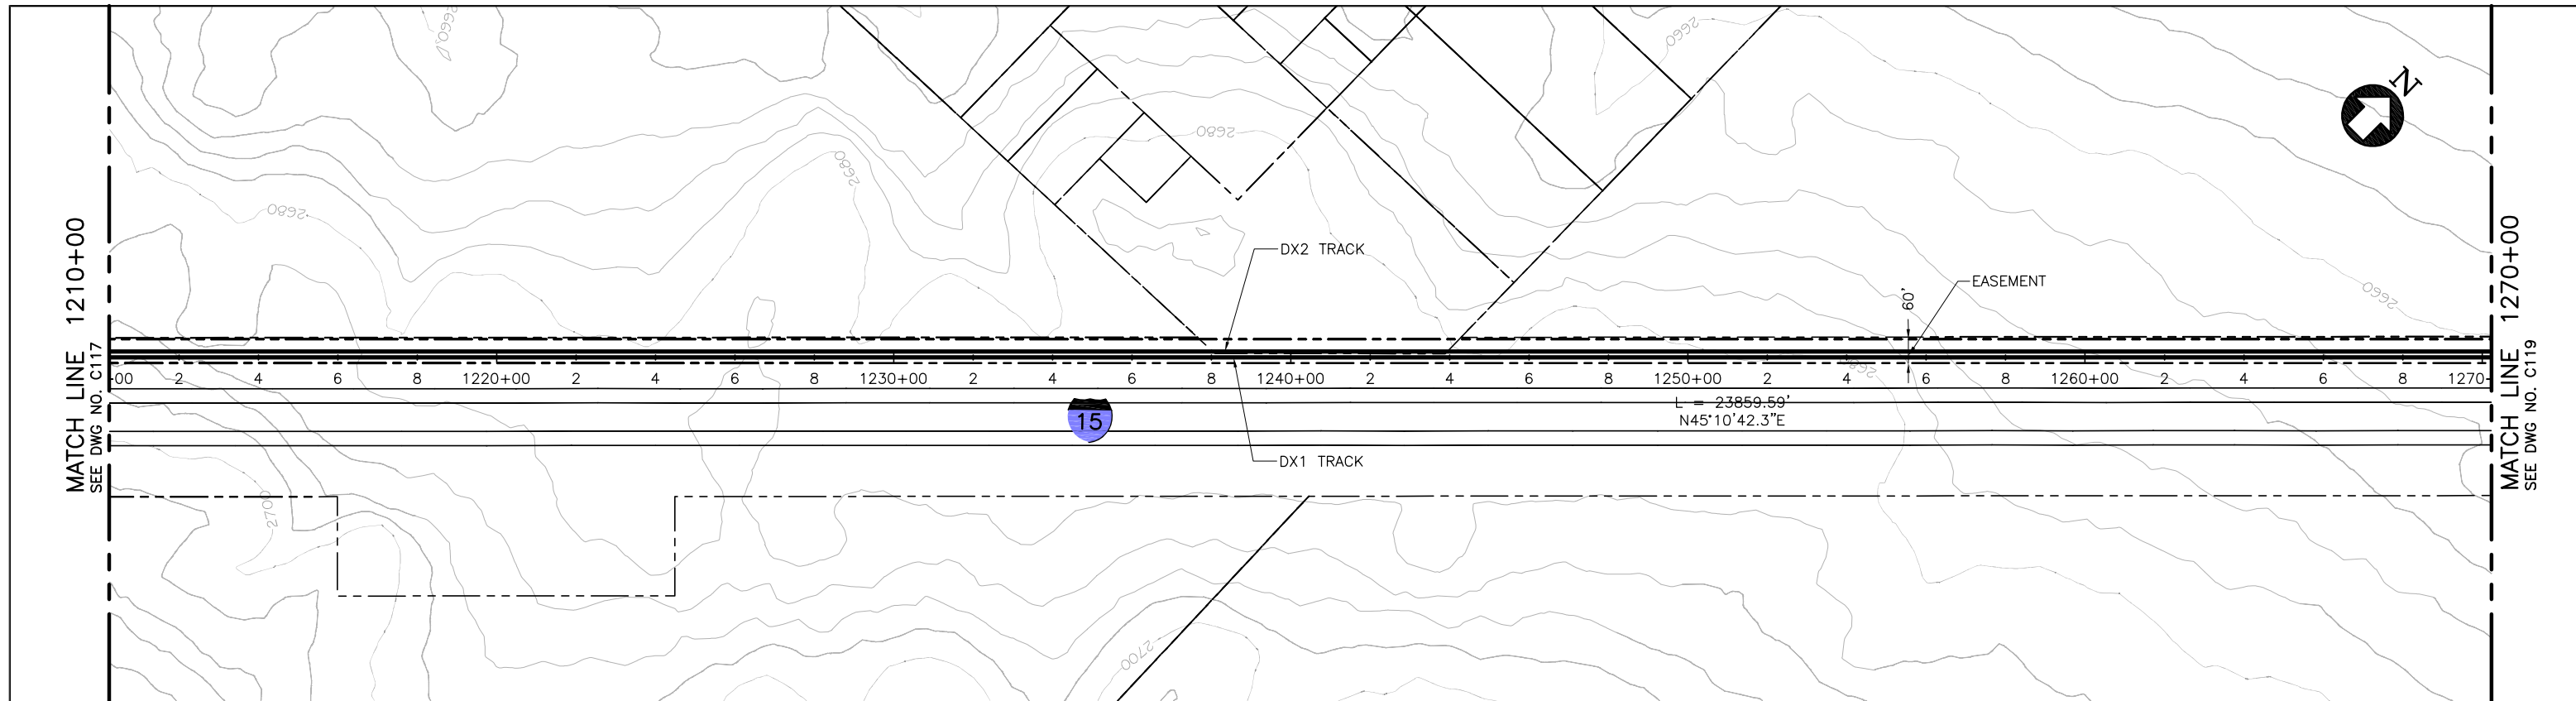 2660
2660
N
2680
2680
2680
DX2 TRACK
EASEMENT
60'
2660
MATCH LINE 1210+00
SEE DWG NO. C117
MATCH LINE 1270+00
SEE DWG NO. C119
+00 2 4 6 8 1220+00 2 4 6 8 1230+00 2 4 6 8 1240+00 2 4 6 8 1250+00 2 4 6 8 1260+00 2 4 6 8 1270+
2680
L = 23859.59'
N45°10'42.3"E
15
DX1 TRACK
2700
2700